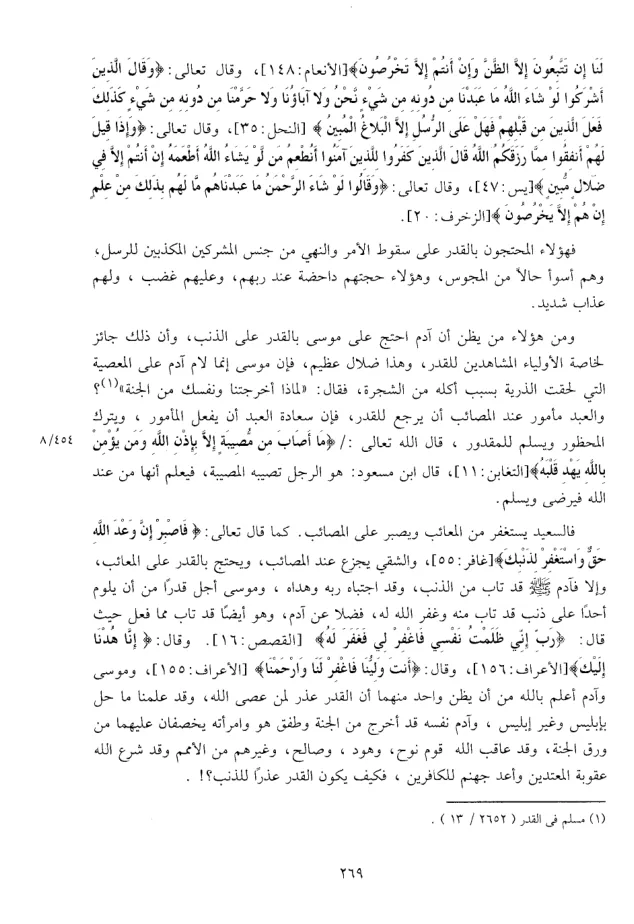 لَنَا إِن تَتَّبِعُونَ إِلاَّ الظَّنَّ وَإِنْ أَنتُمْ إِلاَّ تَخْرُصُونَ﴾[الأنعام:١٤٨]، وقال تعالى:﴿وَقَالَ الَّذِينَ
أَشْرَكُوا لَوْ شَاءَ اللَّهُ مَا عَبَدْنَا مِن دُونِهِ مِن شَيْءٍ نَّحْنُ وَلا آبَاؤُنَا وَلا حَرَّمْنَا مِن دُونِهِ مِن شَيْءٍ كَذَلِكَ
فَعَلَ الَّذِينَ مِن قَبْلِهِمْ فَهَلْ عَلَى الرُّسُلِ إِلاَّ الْبَلاغُ الْمُبِينُ ﴾ [النحل:٣٥]، وقال تعالى:﴿وَإِذَا قِيلَ
لَهُمْ أَنفِقُوا مِمَّا رَزَقَكُمُ اللَّهُ قَالَ الَّذِينَ كَفَرُوا لِلَّذِينَ آمَنُوا أَنُطْعِمُ مَن لَّوْ يَشَاءُ اللَّهُ أَطْعَمَهُ إِنْ أَنتُمْ إِلاَّ فِي
ضَلالٍ مُّبِينٍ ﴾[يس:٤٧]، وقال تعالى:﴿وَقَالُوا لَوْ شَاءَ الرَّحْمَنُ مَا عَبَدْنَاهُم مَّا لَهُم بِذَلِكَ مِنْ عِلْمٍ
إِنْ هُمْ إِلاَّ يَخْرُصُونَ ﴾[الزخرف:٢٠].
فهؤلاء المحتجون بالقدر على سقوط الأمر والنهي من جنس المشركين المكذبين للرسل،
وهم أسوأ حالاً من المجوس، وهؤلاء حجتهم داحضة عند ربهم، وعليهم غضب ، ولهم
عذاب شديد.
ومن هؤلاء من يظن أن آدم احتج على موسى بالقدر على الذنب، وأن ذلك جائز
لخاصة الأولياء المشاهدين للقدر، وهذا ضلال عظيم، فإن موسى إنما لام آدم على المعصية
التي لحقت الذرية بسبب أكله من الشجرة، فقال: «لماذا أخرجتنا ونفسك من الجنة»(١)؟
والعبد مأمور عند المصائب أن يرجع للقدر، فإن سعادة العبد أن يفعل المأمور ، ويترك
المحظور ويسلم للمقدور ، قال الله تعالى :/﴿مَا أَصَابَ مِن مُّصِيبَةٍ إِلاَّ بِإِذْنِ اللَّهِ وَمَن يُؤْمِنْ
٨/٤٥٤
بِاللَّهِ يَهْدِ قَلْبَهُ﴾[التغابن:١١]، قال ابن مسعود: هو الرجل تصيبه المصيبة، فيعلم أنها من عند
الله فيرضى ويسلم.
فالسعيد يستغفر من المعائب ويصبر على المصائب. كما قال تعالى:﴿ فَاصْبِرْ إِنَّ وَعْدَ اللَّهِ
حَقٌّ وَاسْتَغْفِرْ لِذَنْبِكَ﴾[غافر:٥٥]، والشقي يجزع عند المصائب، ويحتج بالقدر على المعائب،
وإلا فآدم ﷺ قد تاب من الذنب، وقد اجتباه ربه وهداه ، وموسى أجل قدرًا من أن يلوم
أحدًا على ذنب قد تاب منه وغفر الله له، فضلا عن آدم، وهو أيضًا قد تاب مما فعل حيث
قال: ﴿رَبِّ إِنِّي ظَلَمْتُ نَفْسِي فَاغْفِرْ لِي فَغَفَرَ لَهُ﴾ [القصص:١٦]. وقال:﴿ إِنَّا هُدْنَا
إِلَيْكَ﴾[الأعراف:١٥٦]، وقال:﴿أَنتَ وَلِيُّنَا فَاغْفِرْ لَنَا وَارْحَمْنَا﴾ [الأعراف:١٥٥]، وموسى
وآدم أعلم بالله من أن يظن واحد منهما أن القدر عذر لمن عصى الله، وقد علمنا ما حل
بإبليس وغير إبليس ، وآدم نفسه قد أخرج من الجنة وطفق هو وامرأته يخصفان عليهما من
ورق الجنة، وقد عاقب الله قوم نوح، وهود ، وصالح، وغيرهم من الأمم وقد شرع الله
عقوبة المعتدين وأعد جهنم للكافرين ، فكيف يكون القدر عذرًا للذنب؟! .
(١) مسلم فى القدر ( ٢٦٥٢ / ١٣ ) .
٢٦٩